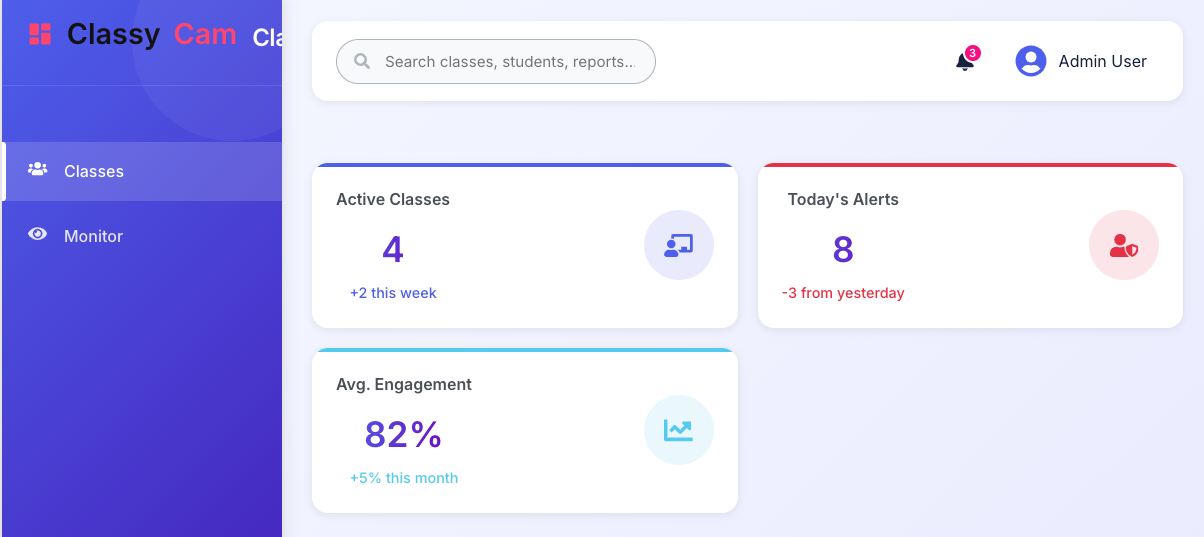 Classy Cam Cla
Classes
Monitor
Search classes, students, reports...
3
Admin User
Active Classes
4
+2 this week
Today's Alerts
8
-3 from yesterday
Avg. Engagement
82%
+5% this month